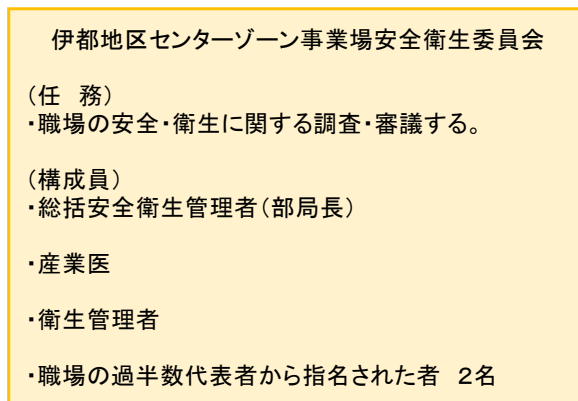 伊都地区センターゾーン事業場安全衛生委員会
（任　務）
・職場の安全・衛生に関する調査・審議する。
（構成員）
・総括安全衛生管理者（部局長）
・産業医
・衛生管理者
・職場の過半数代表者から指名された者　２名